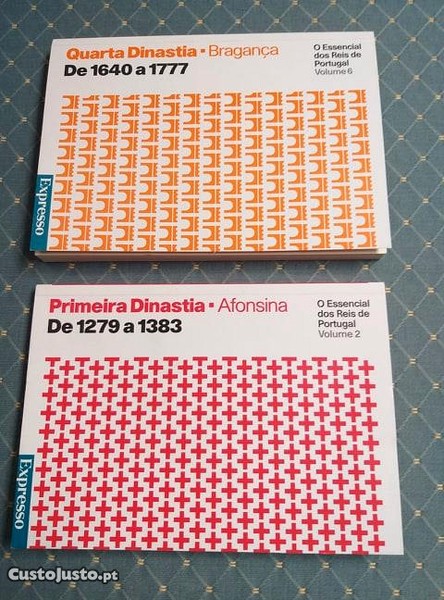 Quarta Dinastia ▪ Bragança
De 1640 a 1777
O Essencial
dos Reis de
Portugal
Volume 6
Expresso
Primeira Dinastia ▪ Afonsina
De 1279 a 1383
O Essencial
dos Reis de
Portugal
Volume 2
Expresso
CustoJusto.pt